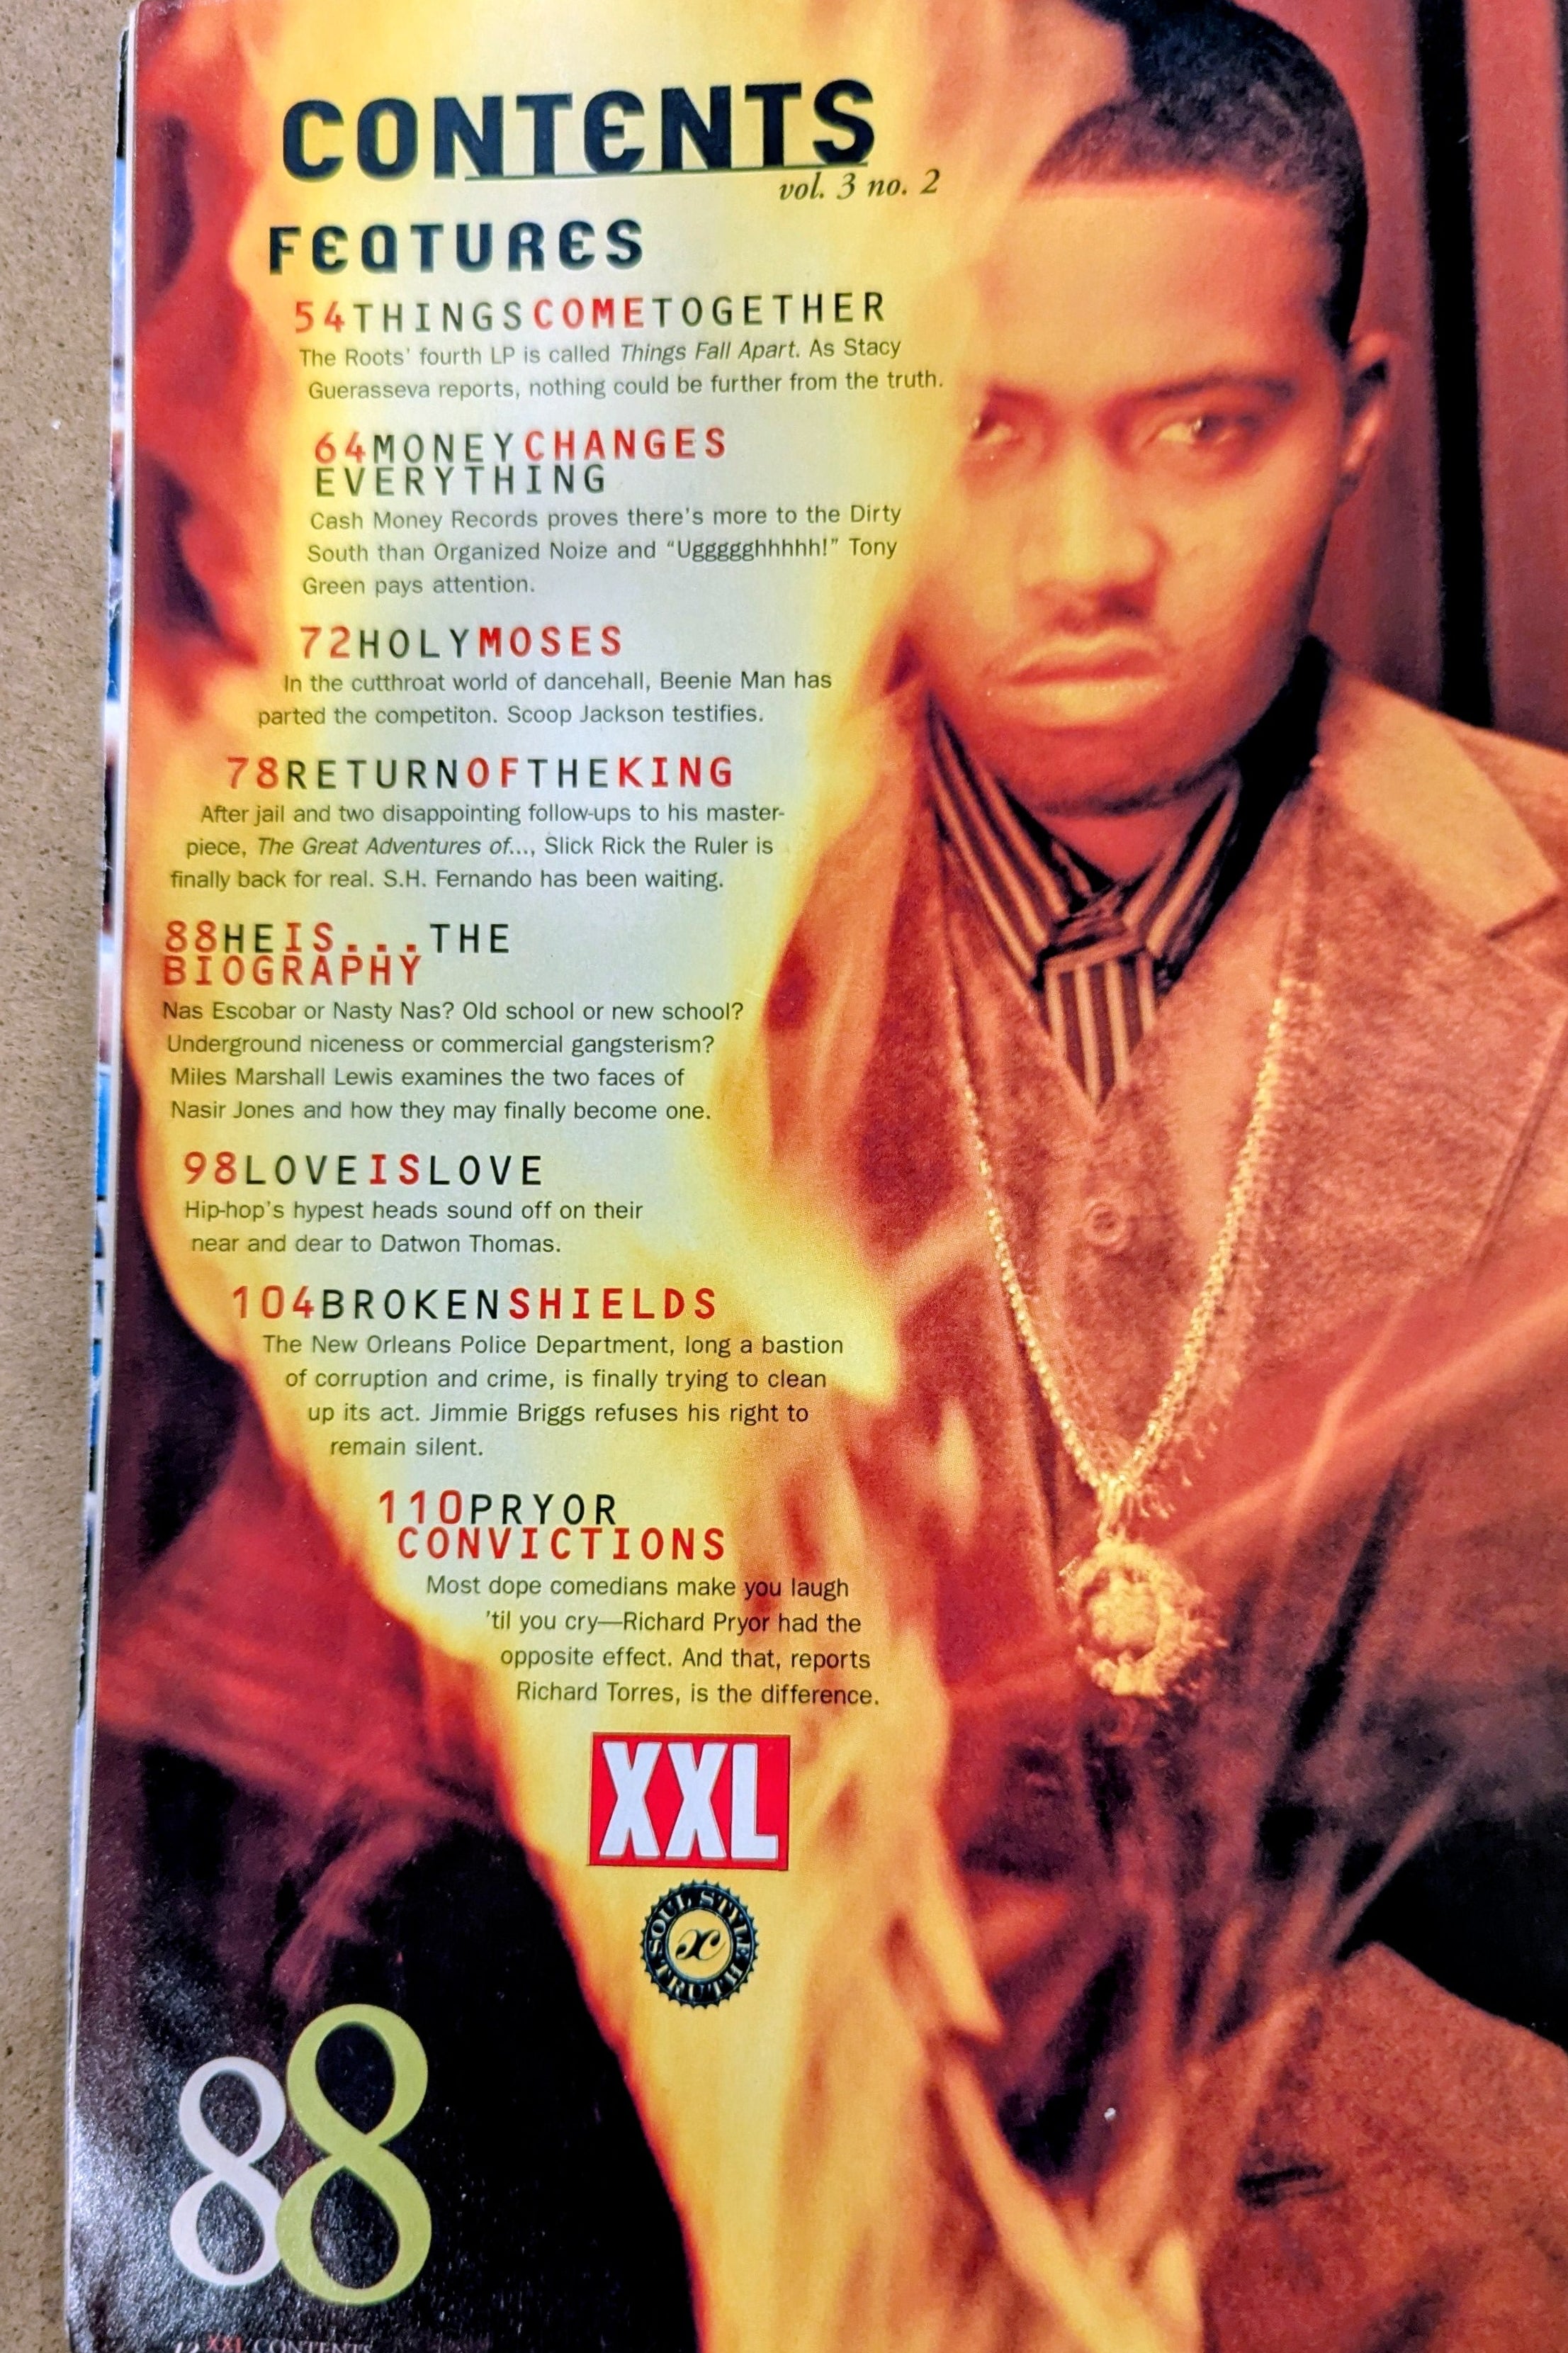 CONTENTS
vol. 3 no. 2
FEATURES
54THINGSCOMETOGETHER
The Roots' fourth LP is called Things Fall Apart. As Stacy
Guerasseva reports, nothing could be further from the truth.
64MONEYCHANGES
EVERYTHING
Cash Money Records proves there's more to the Dirty
South than Organized Noize and “Uggggghhhhh!” Tony
Green pays attention.
72HOLYMOSES
In the cutthroat world of dancehall, Beenie Man has
parted the competiton. Scoop Jackson testifies.
78RETURNOFTHEKING
After jail and two disappointing follow-ups to his master-
piece, The Great Adventures of..., Slick Rick the Ruler is
finally back for real. S.H. Fernando has been waiting.
88HEIS...THE
BIOGRAPHY
Nas Escobar or Nasty Nas? Old school or new school?
Underground niceness or commercial gangsterism?
Miles Marshall Lewis examines the two faces of
Nasir Jones and how they may finally become one.
98LOVEISLOVE
Hip-hop's hypest heads sound off on their
near and dear to Datwon Thomas.
104BROKENSHIELDS
The New Orleans Police Department, long a bastion
of corruption and crime, is finally trying to clean
up its act. Jimmie Briggs refuses his right to
remain silent.
110PRYOR
CONVICTIONS
Most dope comedians make you laugh
'til you cry—Richard Pryor had the
opposite effect. And that, reports
Richard Torres, is the difference.
XXL
SOUL STYLE
x
TRUTH
88
XXL/CONTENTS